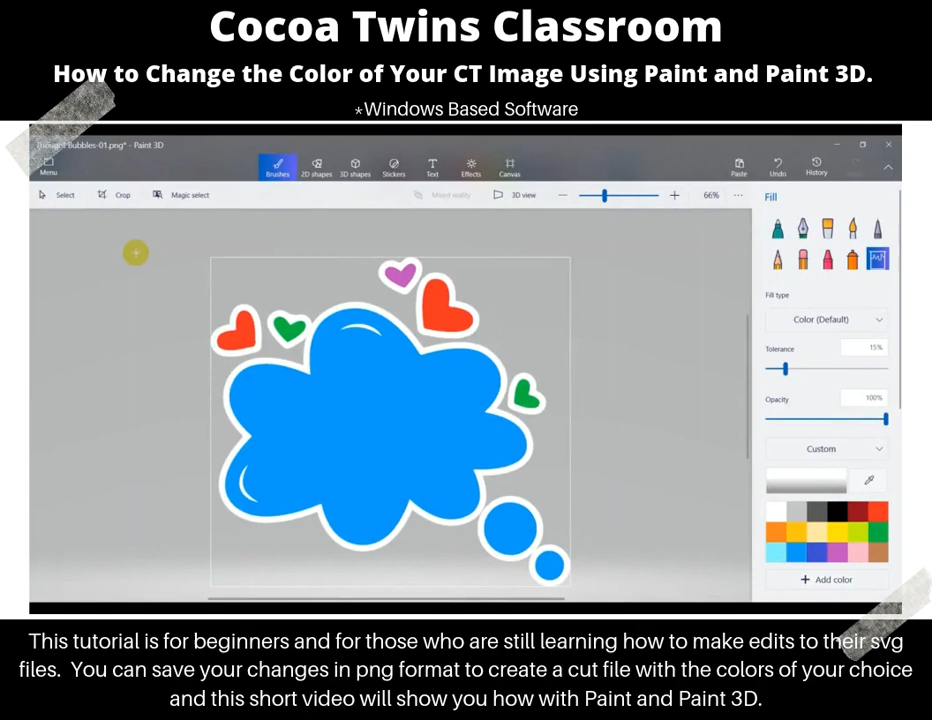 Cocoa Twins Classroom
How to Change the Color of Your CT Image Using Paint and Paint 3D.
*Windows Based Software
Thought Bubbles-01.png* - Paint 3D
Menu
Brushes 2D shapes 3D shapes Stickers Text Effects Canvas Paste Undo History
Select Crop Magic select Mixed reality 3D view 66% ...
Fill
Fill type
Color (Default)
Tolerance 15%
Opacity 100%
Custom
+ Add color
This tutorial is for beginners and for those who are still learning how to make edits to their svg
files. You can save your changes in png format to create a cut file with the colors of your choice
and this short video will show you how with Paint and Paint 3D.